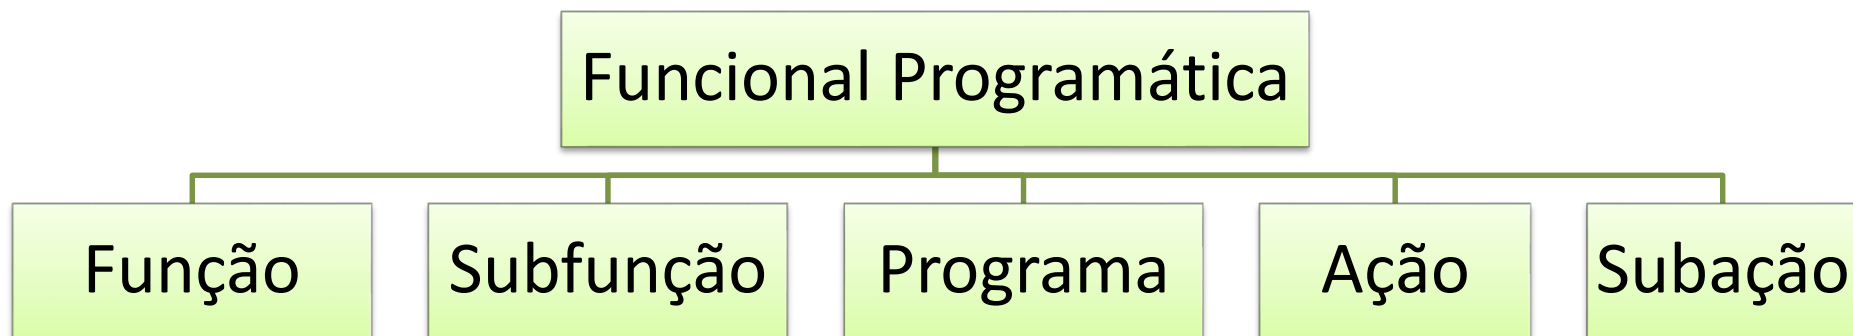 Funcional Programática
Função
Subfunção
Programa
Ação
Subação